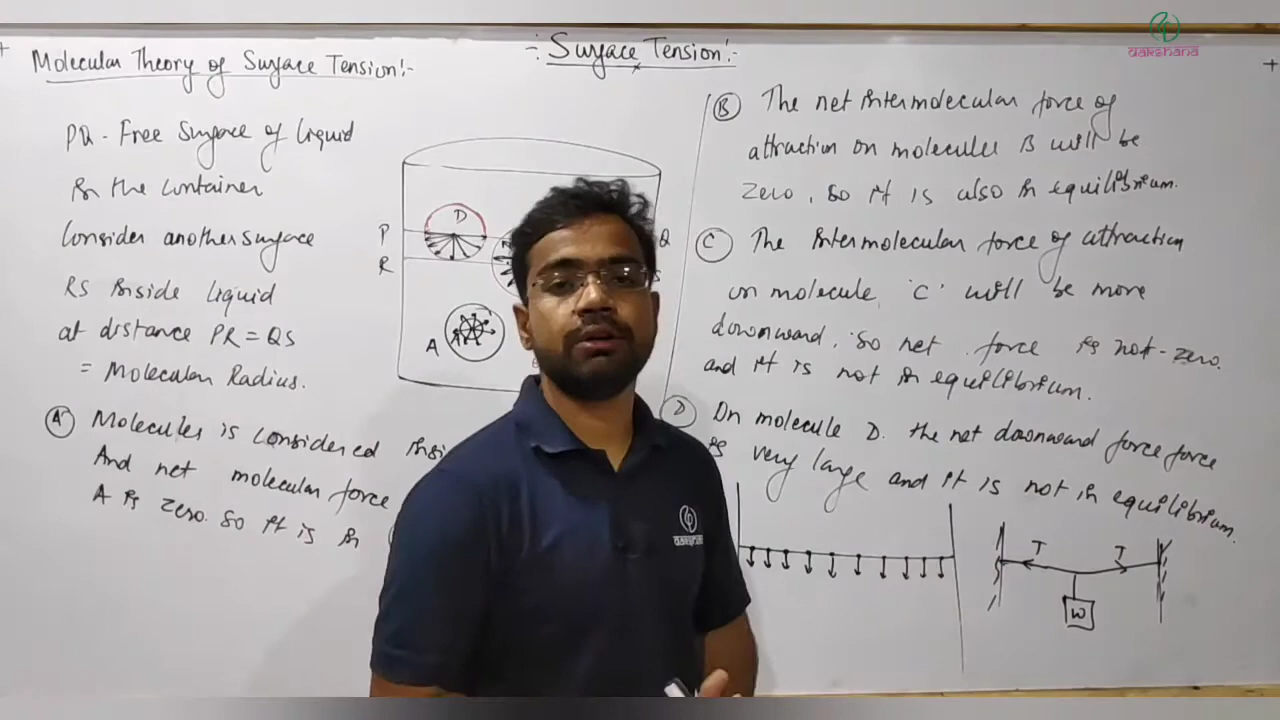 dakshana
÷ Surface Tension :-
Molecular Theory of Surface Tension :-
PQ - Free Surface of liquid
in the container
Consider another surface
RS inside liquid
at distance PR = QS
= Molecular Radius.
(A) Molecules is considered
And net molecular force
A is zero. So it is in
P
R
Q
D
A
(B) The net intermolecular force of
attraction on molecules B will be
zero, so it is also in equilibrium.
(C) The intermolecular force of attraction
on molecule 'C' will be more
downward, so net force is not-zero.
and it is not in equilibrium.
(D) On molecule D. the net downward force force
is very large and it is not in equilibrium.
T T
W
dakshana